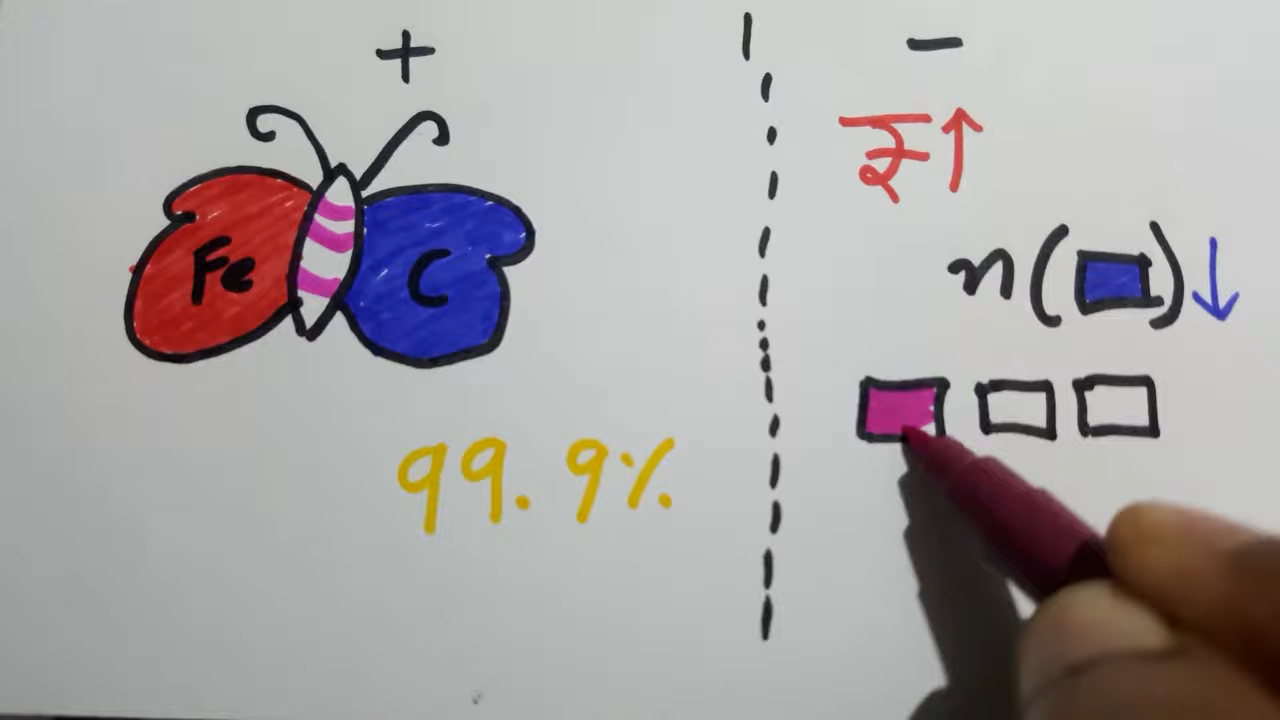 +
-
₹↑
Fe C
n( )↓
99.9%